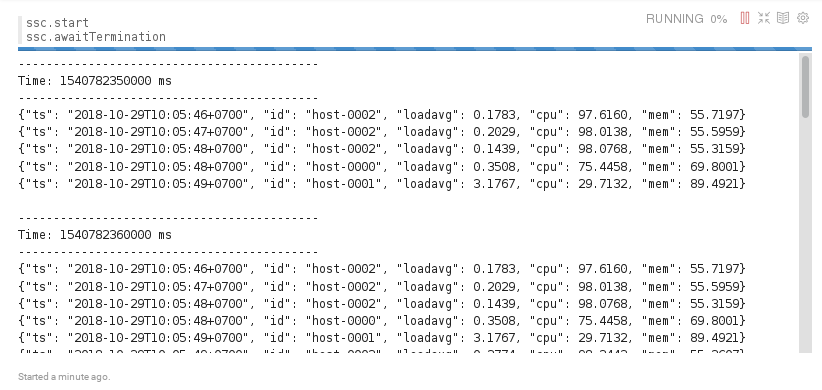 ssc.start
ssc.awaitTermination
RUNNING 0%
-------------------------------------------
Time: 1540782350000 ms
-------------------------------------------
{"ts": "2018-10-29T10:05:46+0700", "id": "host-0002", "loadavg": 0.1783, "cpu": 97.6160, "mem": 55.7197}
{"ts": "2018-10-29T10:05:47+0700", "id": "host-0002", "loadavg": 0.2029, "cpu": 98.0138, "mem": 55.5959}
{"ts": "2018-10-29T10:05:48+0700", "id": "host-0002", "loadavg": 0.1439, "cpu": 98.0768, "mem": 55.3159}
{"ts": "2018-10-29T10:05:48+0700", "id": "host-0000", "loadavg": 0.3508, "cpu": 75.4458, "mem": 69.8001}
{"ts": "2018-10-29T10:05:49+0700", "id": "host-0001", "loadavg": 3.1767, "cpu": 29.7132, "mem": 89.4921}
-------------------------------------------
Time: 1540782360000 ms
-------------------------------------------
{"ts": "2018-10-29T10:05:46+0700", "id": "host-0002", "loadavg": 0.1783, "cpu": 97.6160, "mem": 55.7197}
{"ts": "2018-10-29T10:05:47+0700", "id": "host-0002", "loadavg": 0.2029, "cpu": 98.0138, "mem": 55.5959}
{"ts": "2018-10-29T10:05:48+0700", "id": "host-0002", "loadavg": 0.1439, "cpu": 98.0768, "mem": 55.3159}
{"ts": "2018-10-29T10:05:48+0700", "id": "host-0000", "loadavg": 0.3508, "cpu": 75.4458, "mem": 69.8001}
{"ts": "2018-10-29T10:05:49+0700", "id": "host-0001", "loadavg": 3.1767, "cpu": 29.7132, "mem": 89.4921}
Started a minute ago.